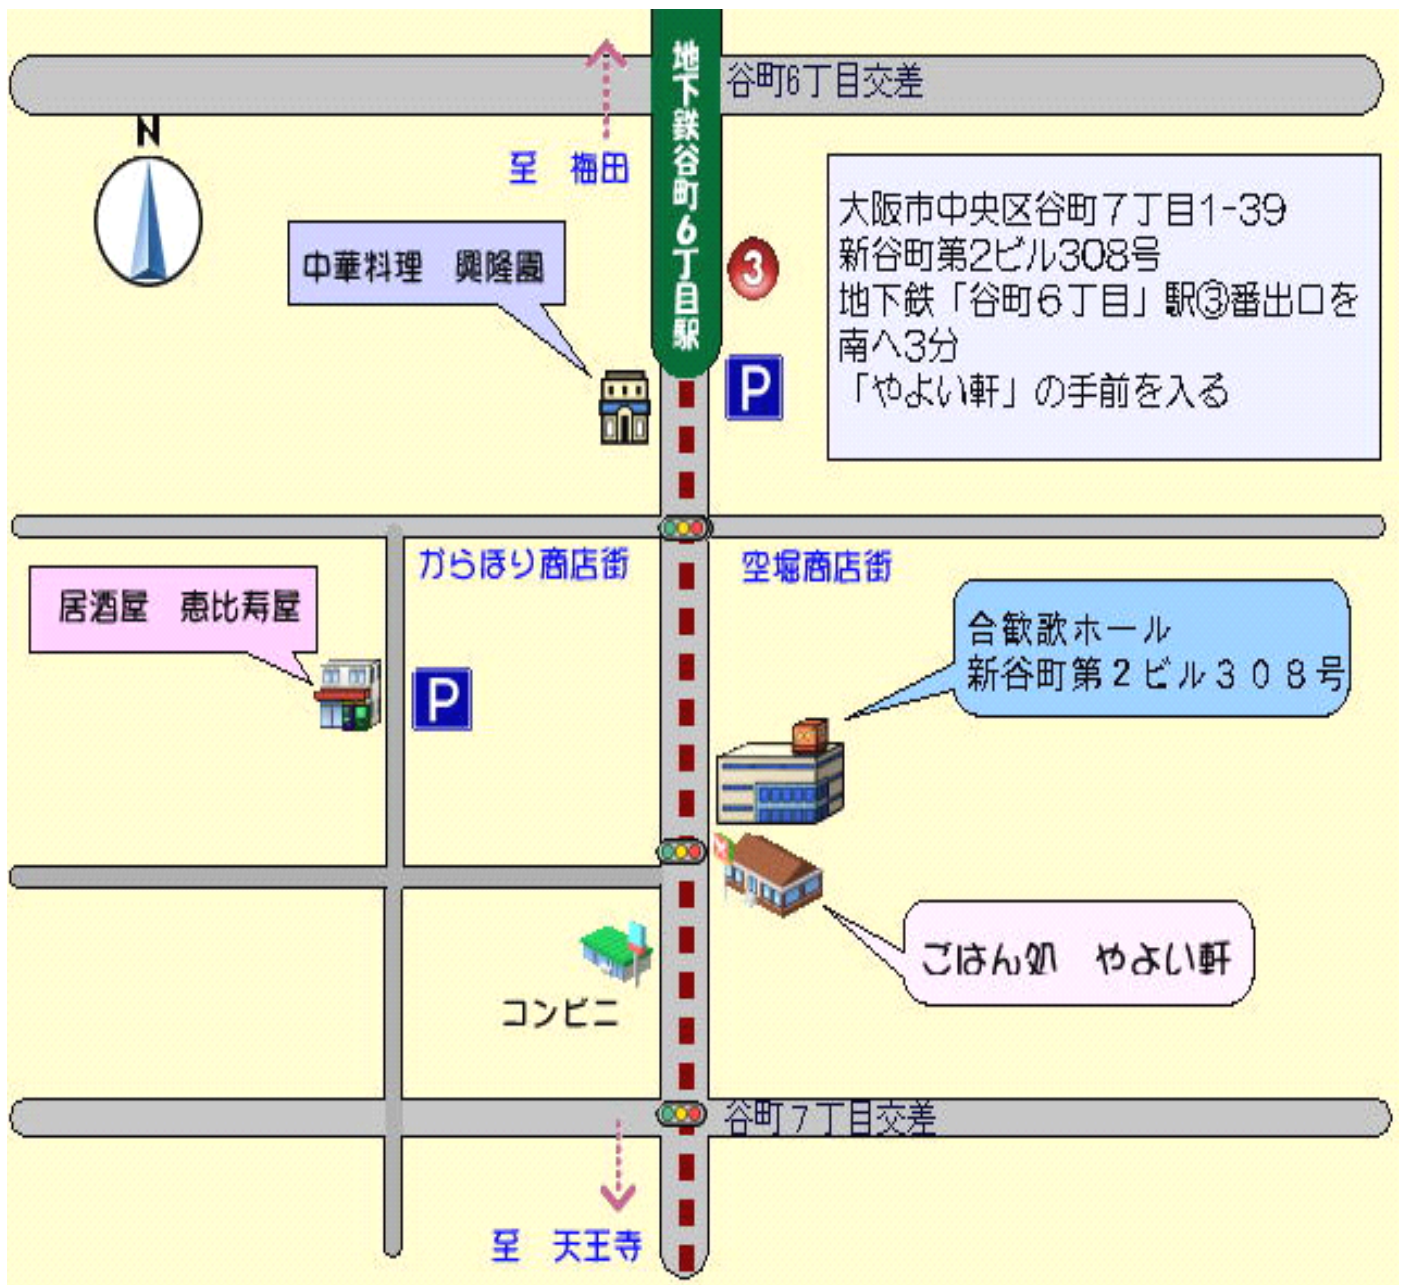 地下鉄谷町6丁目駅
谷町6丁目交差
N
至　梅田
大阪市中央区谷町7丁目1-39
新谷町第2ビル308号
地下鉄「谷町6丁目」駅③番出口を
南へ3分
「やよい軒」の手前を入る
3
中華料理　興隆園
P
からほり商店街
空堀商店街
居酒屋　恵比寿屋
P
合歓歌ホール
新谷町第2ビル308号
ごはん処　やよい軒
コンビニ
谷町7丁目交差
至　天王寺